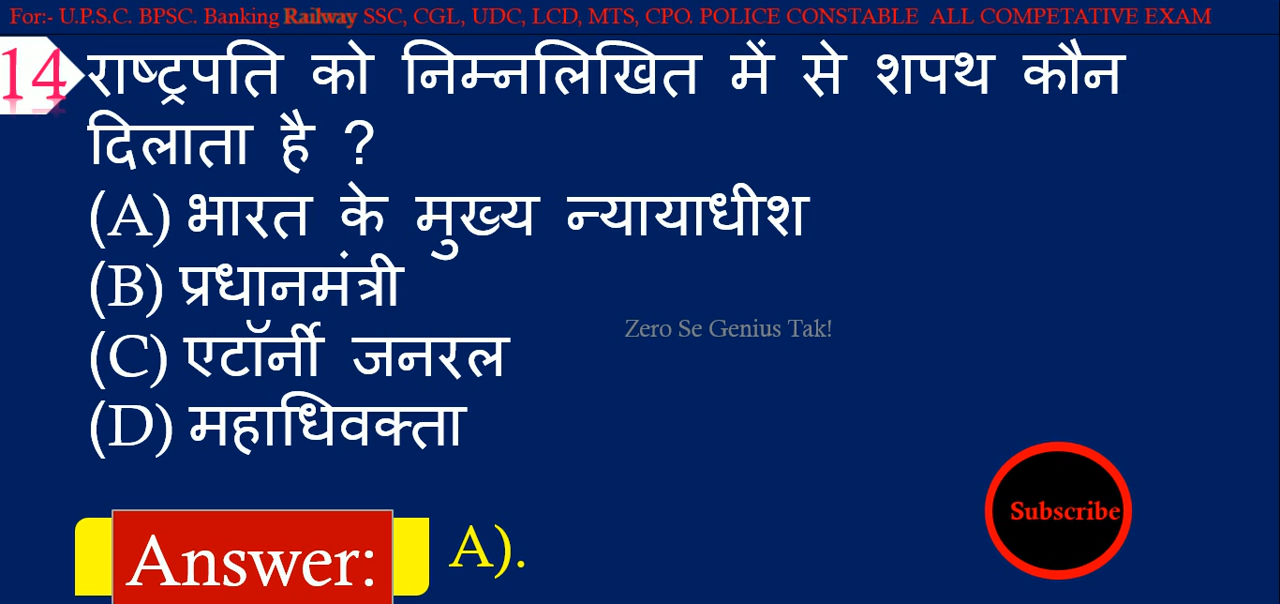 For:- U.P.S.C. BPSC. Banking Railway SSC, CGL, UDC, LCD, MTS, CPO. POLICE CONSTABLE ALL COMPETATIVE EXAM
14 राष्ट्रपति को निम्नलिखित में से शपथ कौन
दिलाता है ?
(A) भारत के मुख्य न्यायाधीश
(B) प्रधानमंत्री
Zero Se Genius Tak!
(C) एटॉर्नी जनरल
(D) महाधिवक्ता
Subscribe
Answer: A).